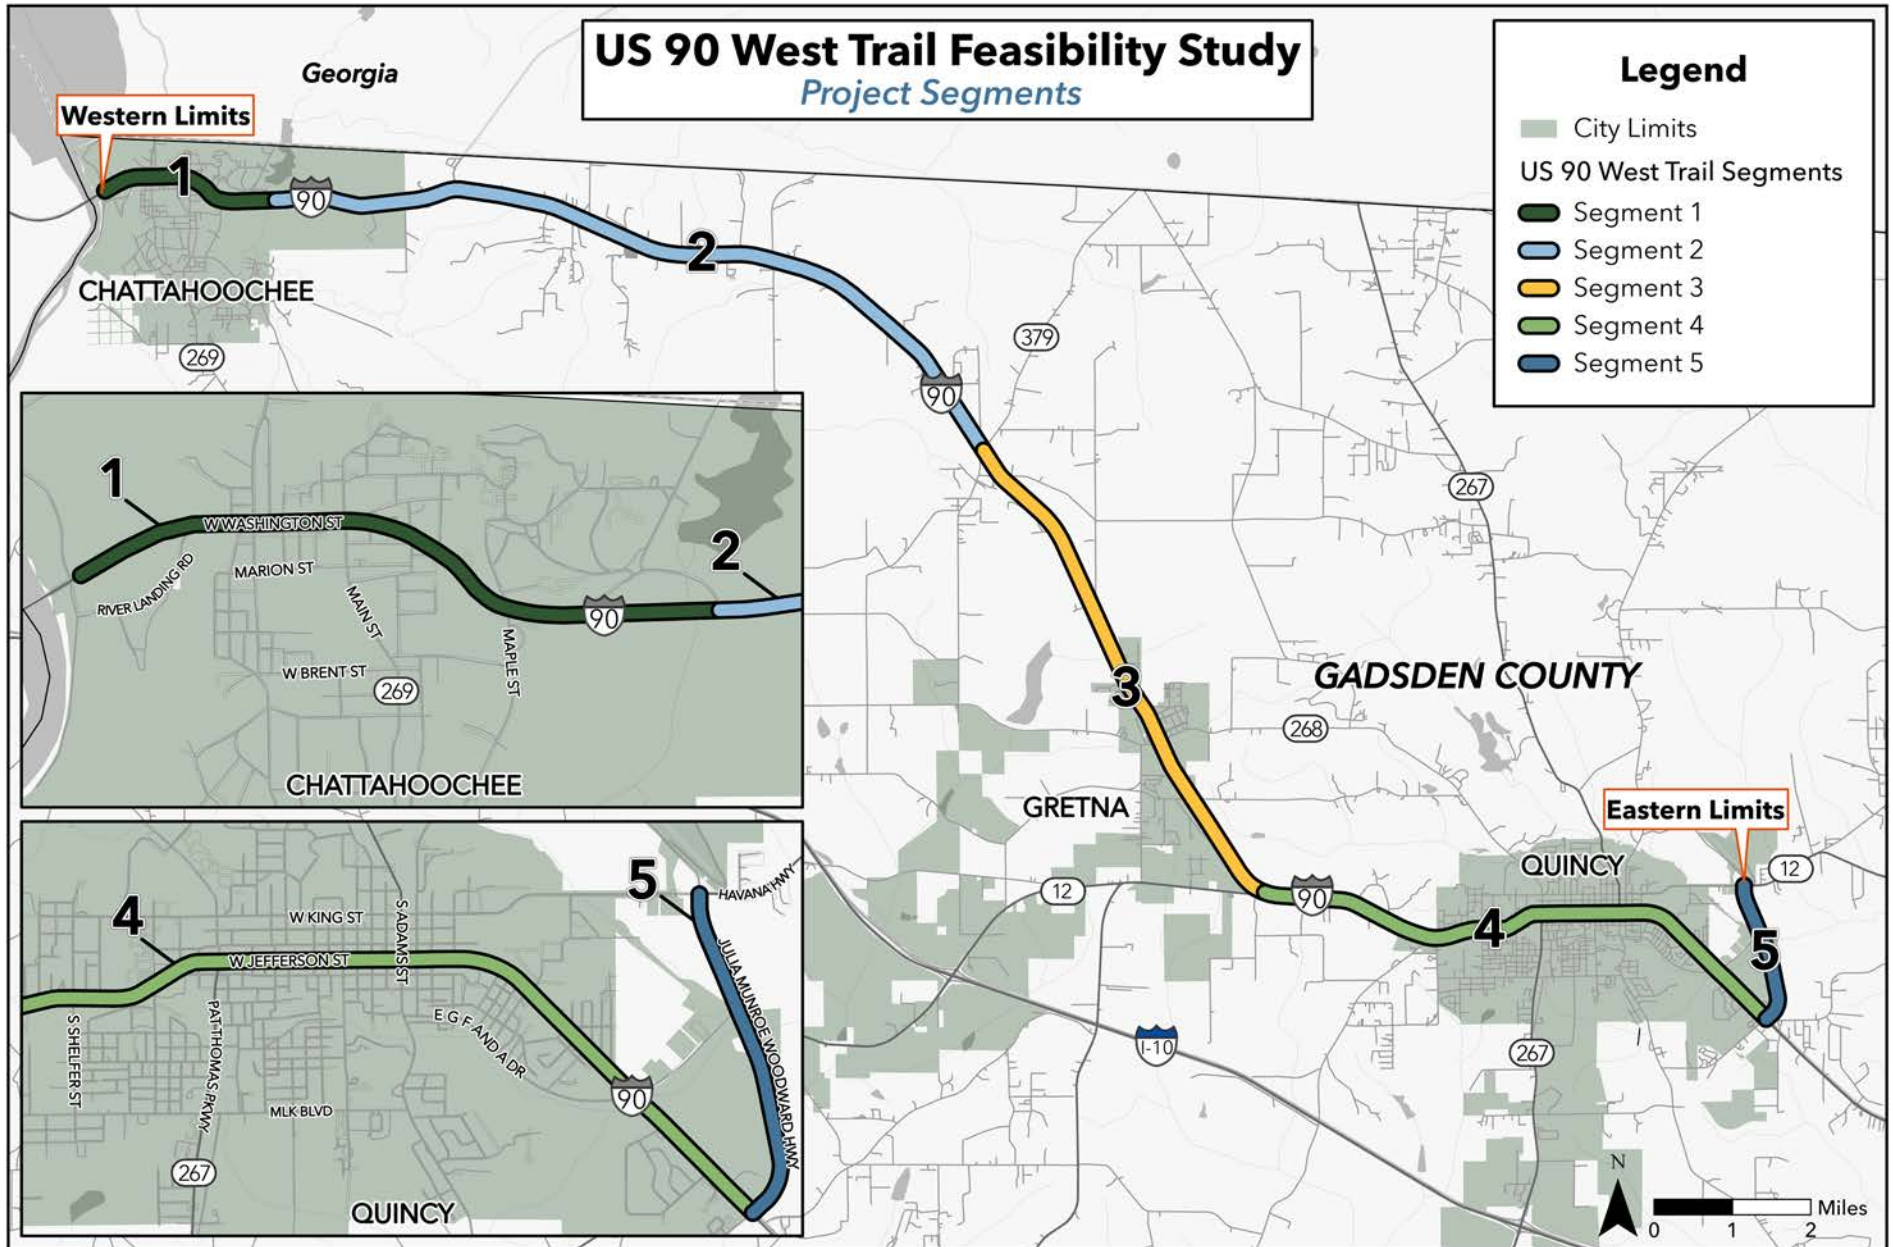 US 90 West Trail Feasibility Study
Project Segments
Legend
City Limits
US 90 West Trail Segments
Segment 1
Segment 2
Segment 3
Segment 4
Segment 5
Georgia
Western Limits
1
90
2
CHATTAHOOCHEE
269
379
90
267
3
GADSDEN COUNTY
268
GRETNA
Eastern Limits
QUINCY
12
12
90
4
5
I-10
267
N
Miles
0 1 2
1
W WASHINGTON ST
2
MARION ST
RIVER LANDING RD
MAIN ST
90
MAPLE ST
W BRENT ST
269
CHATTAHOOCHEE
5
HAVANA HWY
4
W KING ST
S ADAMS ST
W JEFFERSON ST
JULIA MUNROE WOODWARD HWY
S SHELFER ST
PAT THOMAS PKWY
E G F AND A DR
90
MLK BLVD
267
QUINCY